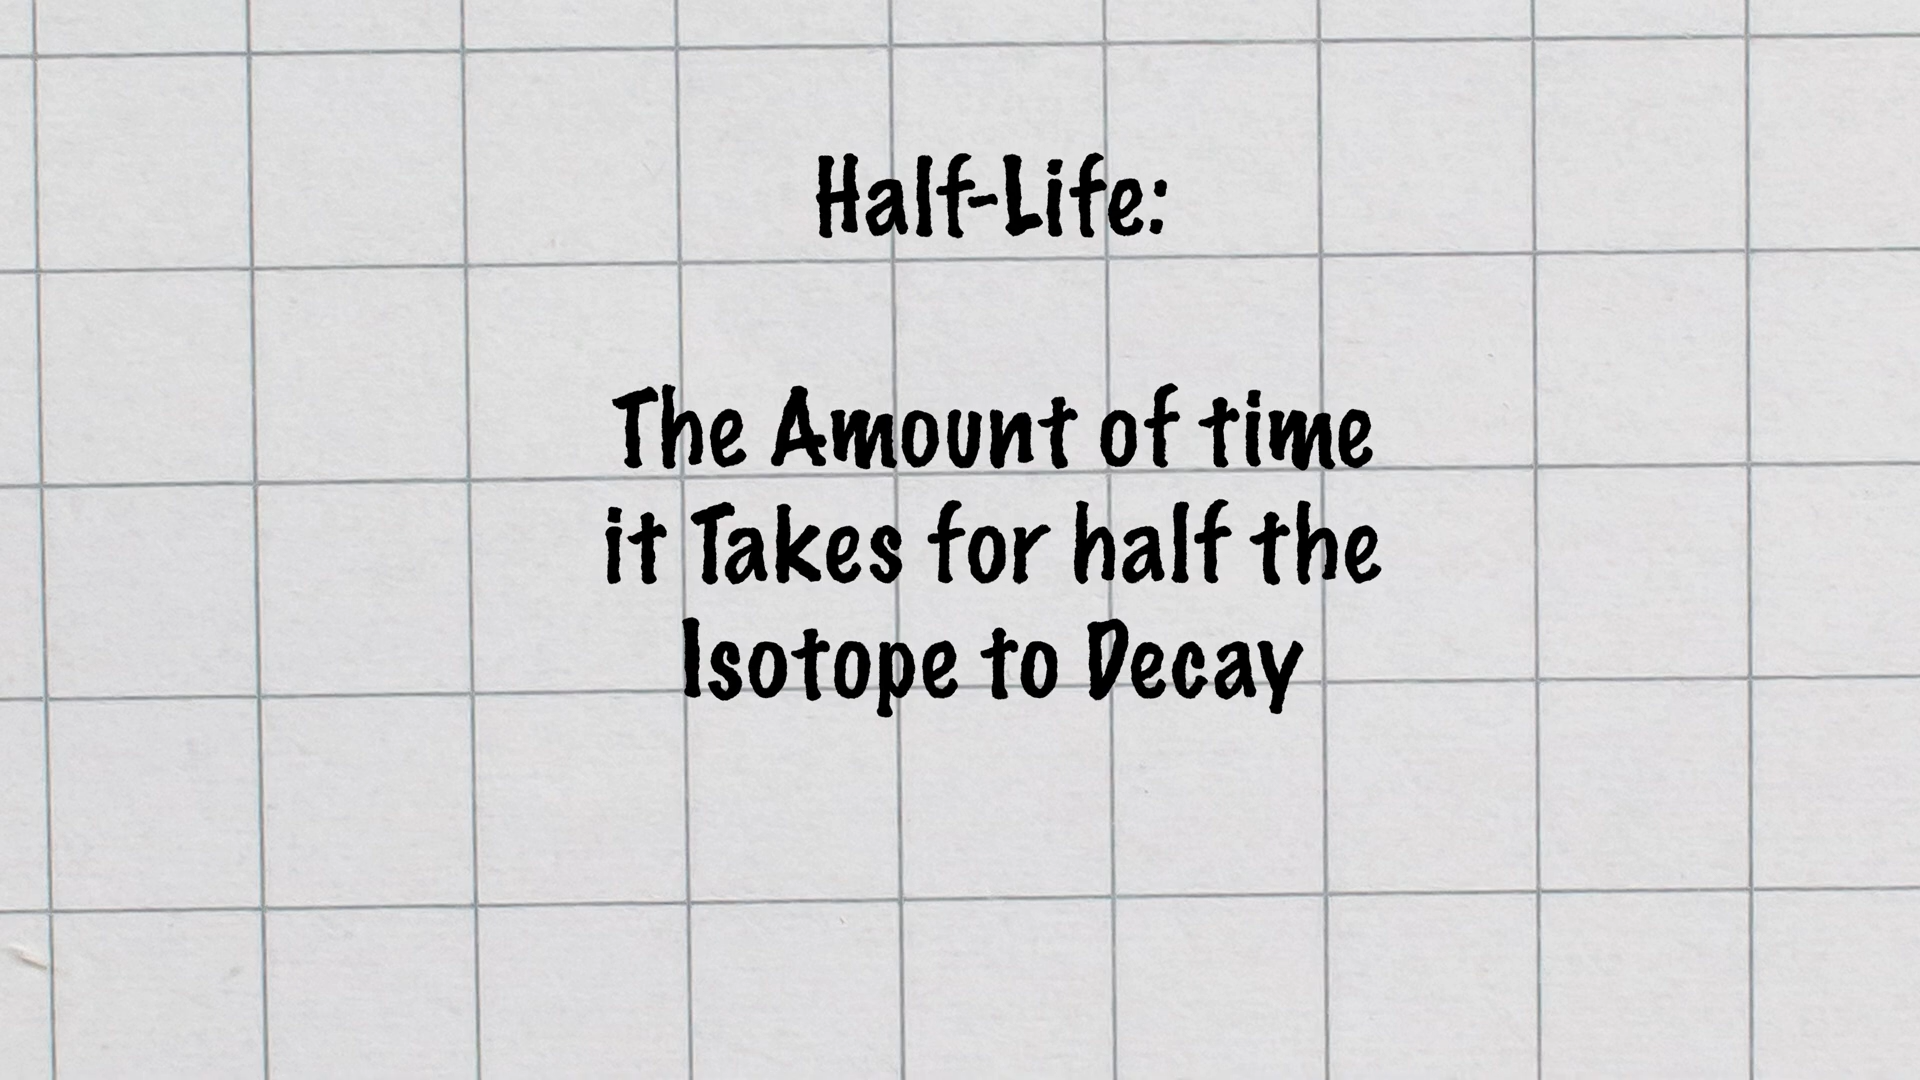 Half-Life:
The Amount of time
it Takes for half the
Isotope to Decay